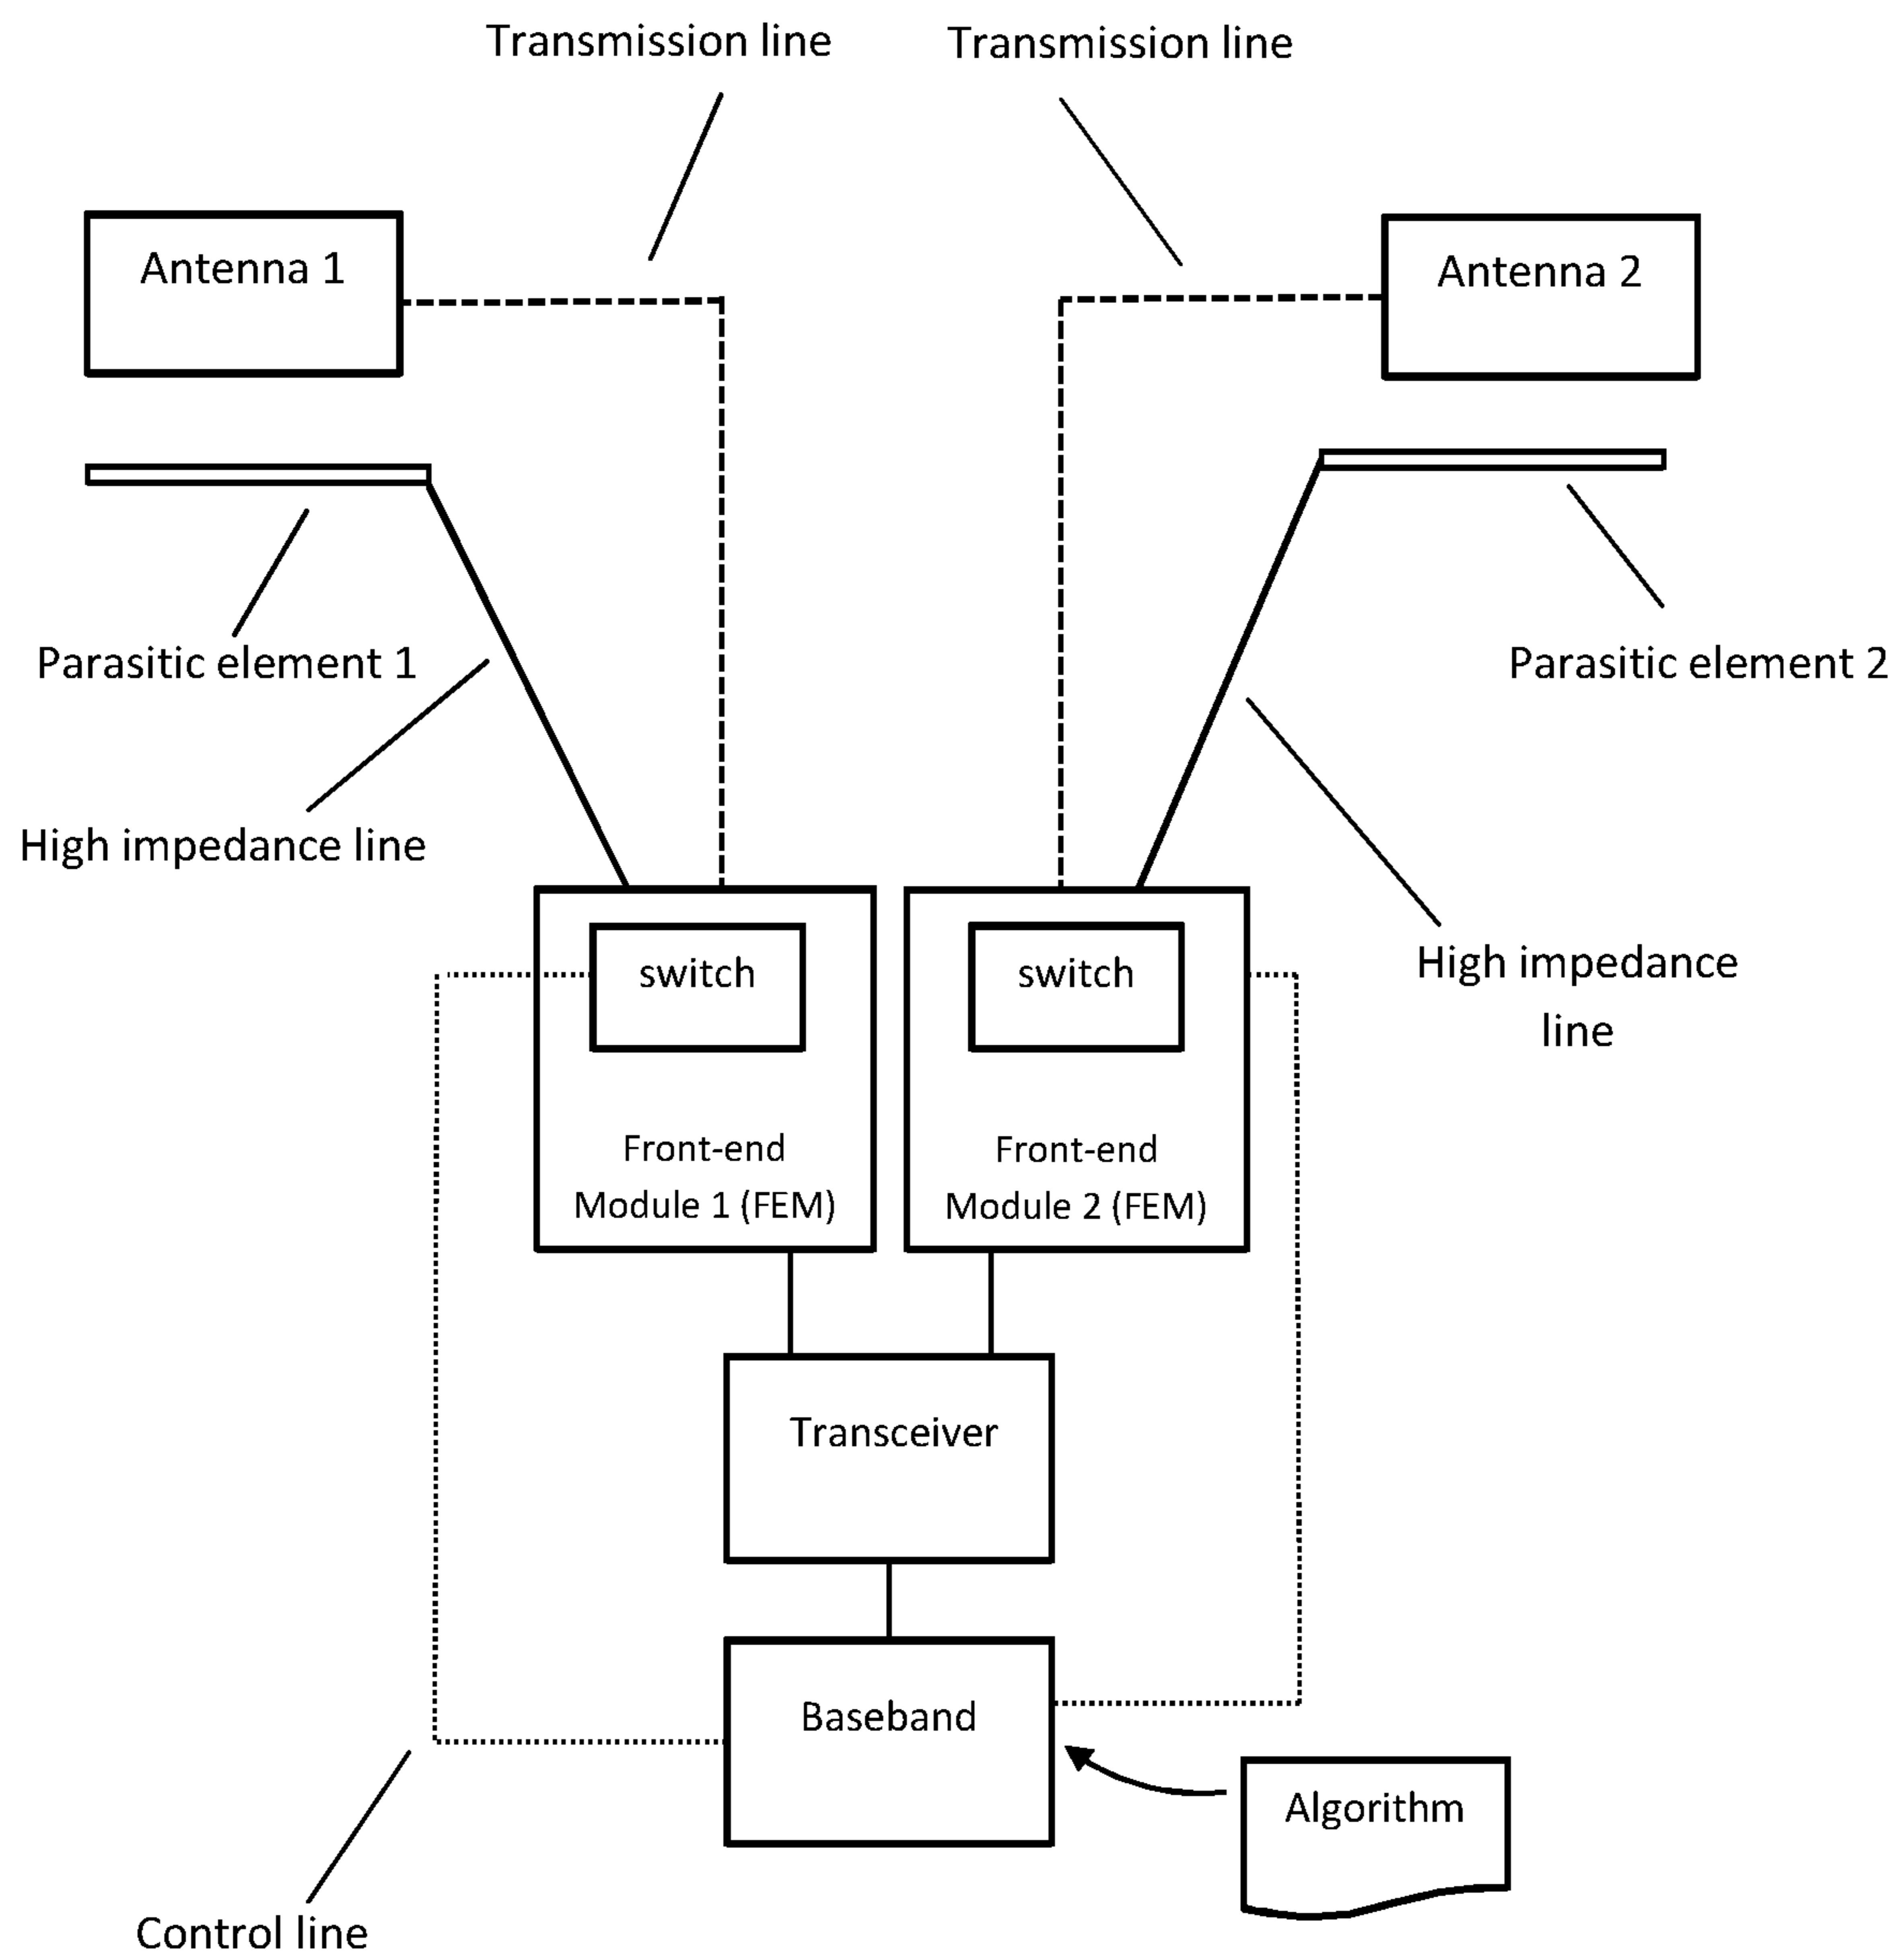 Transmission line
Transmission line
Antenna 1
Antenna 2
Parasitic element 1
Parasitic element 2
High impedance line
High impedance
line
switch
switch
Front-end
Module 1 (FEM)
Front-end
Module 2 (FEM)
Transceiver
Baseband
Algorithm
Control line